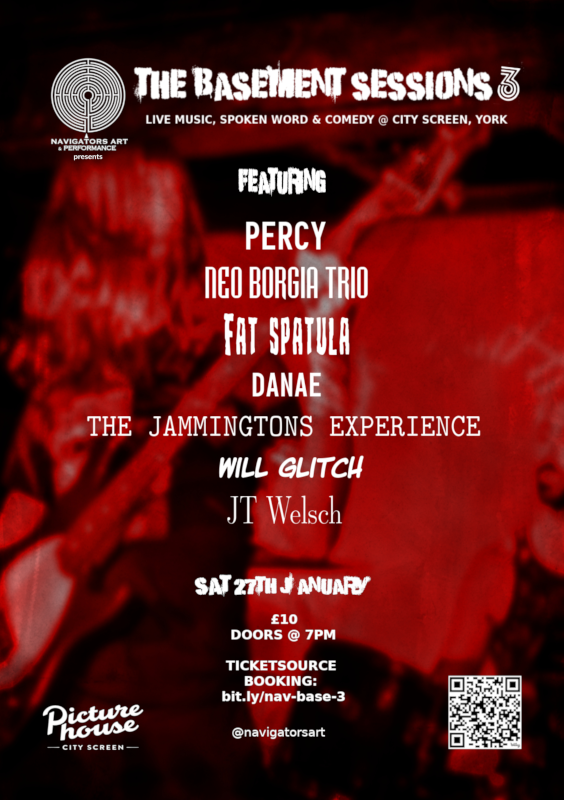 THE BASEMENT SESSIONS 3
LIVE MUSIC, SPOKEN WORD & COMEDY @ CITY SCREEN, YORK
NAVIGATORS ART
& PERFORMANCE
presents
FEATURING
PERCY
NEO BORGIA TRIO
FAT SPATULA
DANAE
THE JAMMINGTONS EXPERIENCE
WILL GLITCH
JT Welsch
SAT 27TH JANUARY
£10
DOORS @ 7PM
TICKETSOURCE
BOOKING:
bit.ly/nav-base-3
@navigatorsart
Picture
house
CITY SCREEN